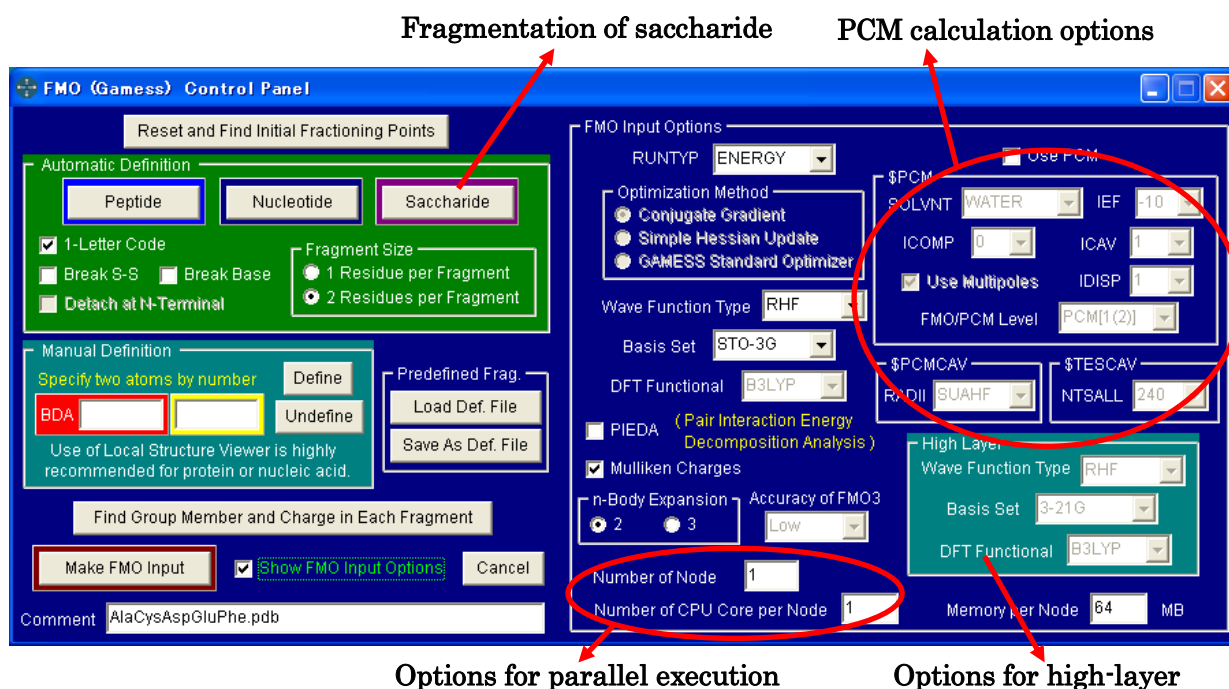 Fragmentation of saccharide
PCM calculation options
FMO (Gamess) Control Panel
Reset and Find Initial Fractioning Points
Automatic Definition
Peptide
Nucleotide
Saccharide
1-Letter Code
Break S-S
Break Base
Detach at N-Terminal
Fragment Size
1 Residue per Fragment
2 Residues per Fragment
Manual Definition
Specify two atoms by number
Define
BDA
Undefine
Use of Local Structure Viewer is highly
recommended for protein or nucleic acid.
Predefined Frag.
Load Def. File
Save As Def. File
Find Group Member and Charge in Each Fragment
Make FMO Input
Show FMO Input Options
Cancel
Comment AlaCysAspGluPhe.pdb
FMO Input Options
RUNTYP ENERGY
Optimization Method
Conjugate Gradient
Simple Hessian Update
GAMESS Standard Optimizer
Wave Function Type RHF
Basis Set STO-3G
DFT Functional B3LYP
PIEDA ( Pair Interaction Energy
Decomposition Analysis )
Mulliken Charges
n-Body Expansion
2 3
Accuracy of FMO3
Low
Number of Node 1
Number of CPU Core per Node 1
Use PCM
$PCM
SOLVNT WATER IEF -10
ICOMP 0 ICAV 1
Use Multipoles IDISP 1
FMO/PCM Level PCM[1(2)]
$PCMCAV
RADII SUAHF
$TESCAV
NTSALL 240
High Layer
Wave Function Type RHF
Basis Set 3-21G
DFT Functional B3LYP
Memory per Node 64 MB
Options for parallel execution
Options for high-layer